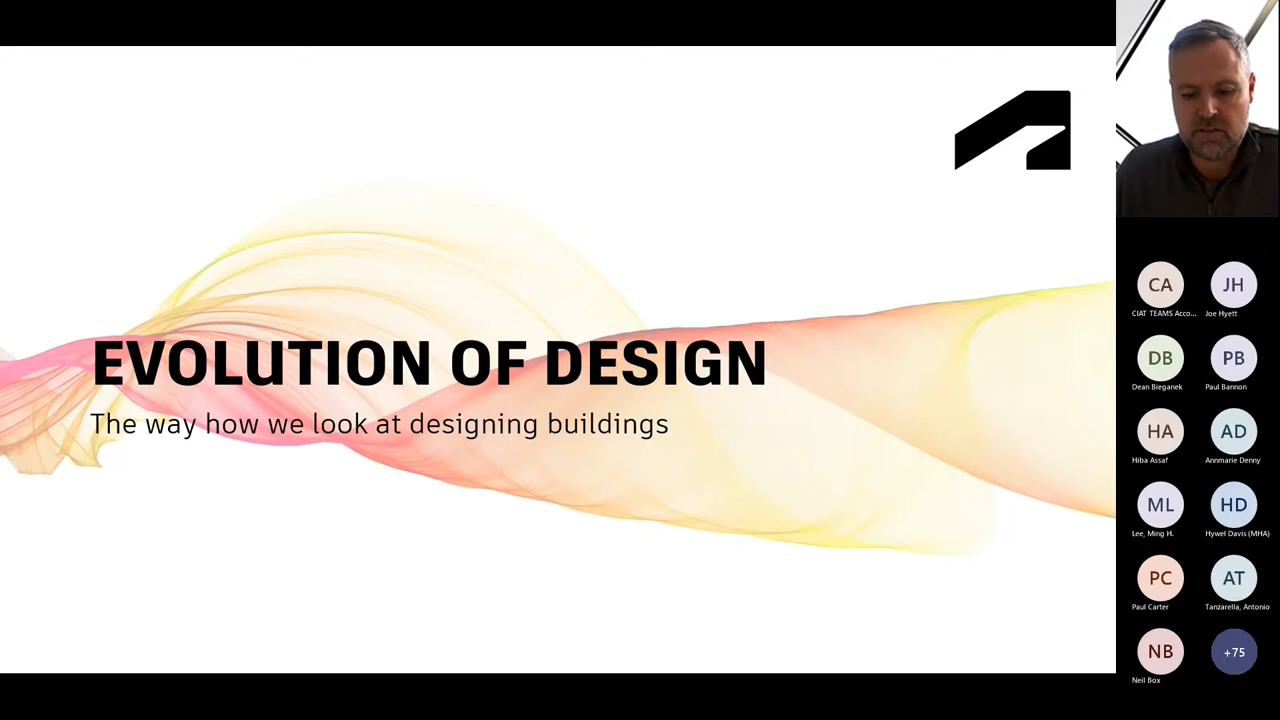 EVOLUTION OF DESIGN
The way how we look at designing buildings
CA
JH
CIAT TEAMS Acco...
Joe Hyett
DB
PB
Dean Bieganek
Paul Bannon
HA
AD
Hiba Assaf
Annmarie Denny
ML
HD
Lee, Ming H.
Hywel Davis (MHA)
PC
AT
Paul Carter
Tanzarella, Antonio
NB
+75
Neil Box